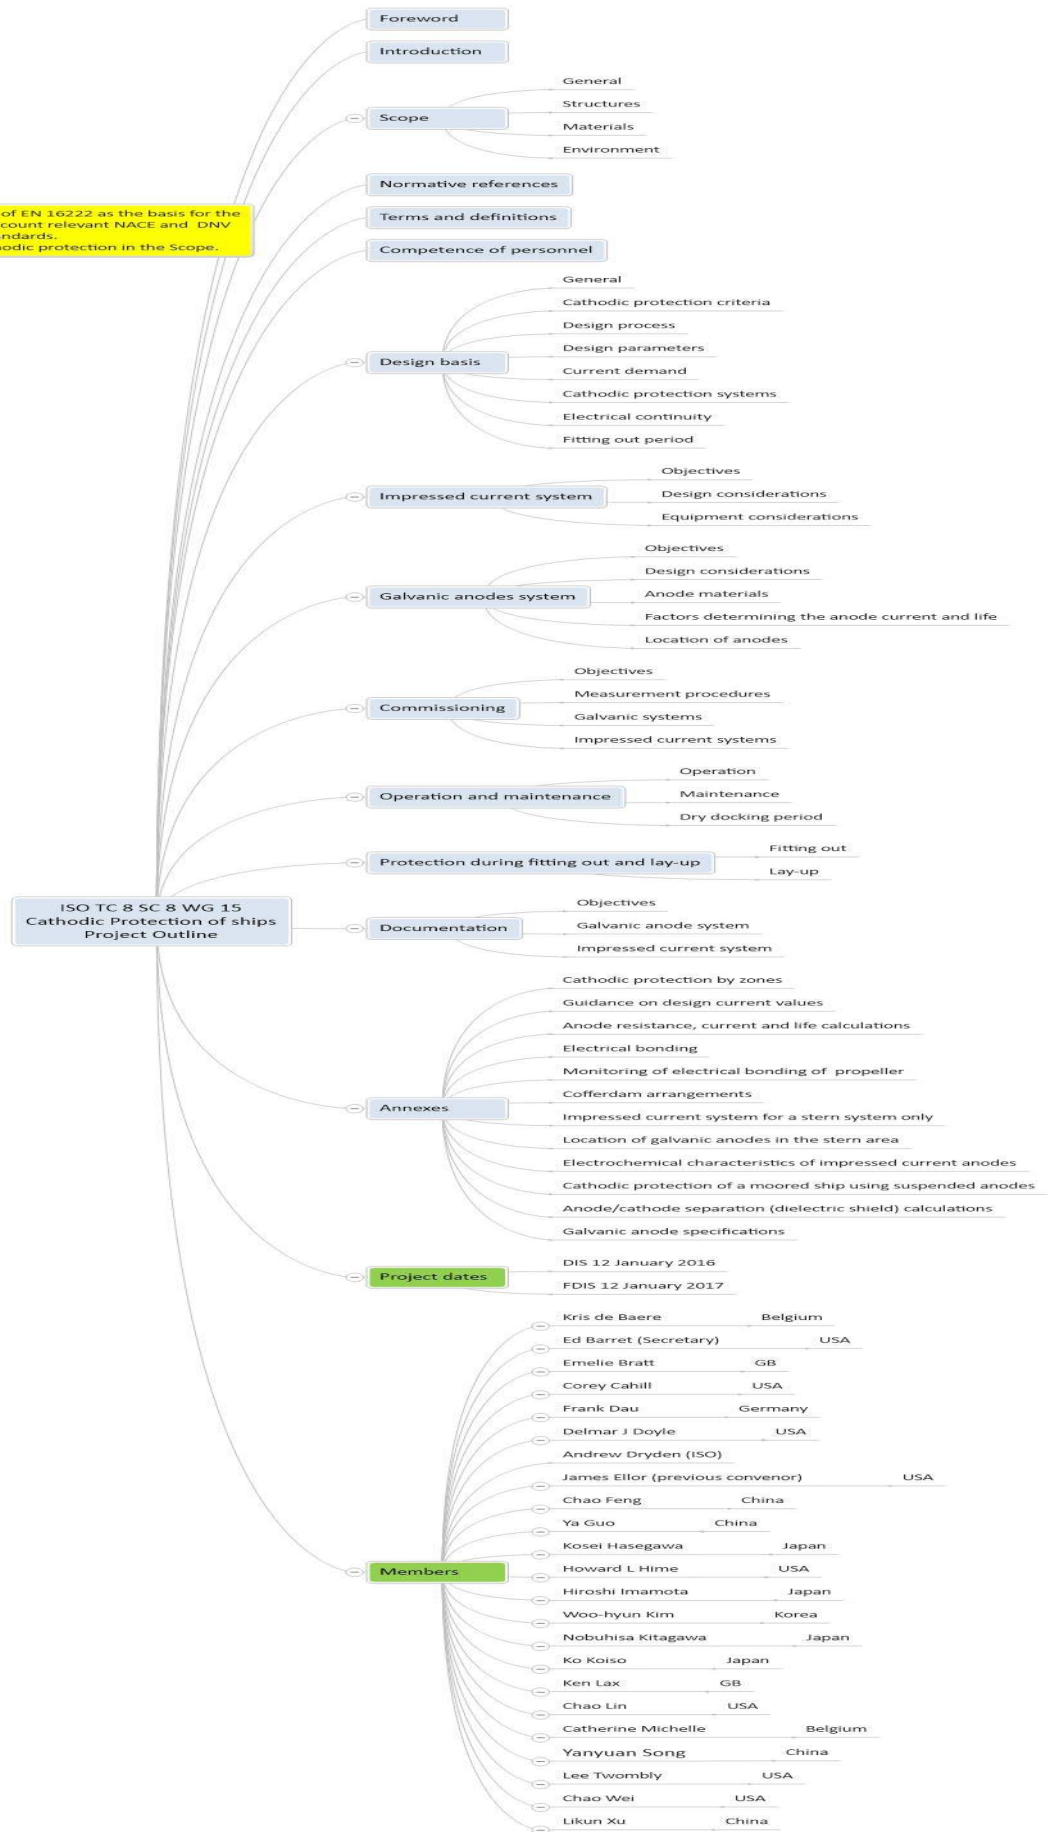 Foreword
Introduction
Scope
General
Structures
Materials
Environment
Normative references
of EN 16222 as the basis for the
count relevant NACE and  DNV
ndards.
odic protection in the Scope.
Terms and definitions
Competence of personnel
Design basis
General
Cathodic protection criteria
Design process
Design parameters
Current demand
Cathodic protection systems
Electrical continuity
Fitting out period
Impressed current system
Objectives
Design considerations
Equipment considerations
Galvanic anodes system
Objectives
Design considerations
Anode materials
Factors determining the anode current and life
Location of anodes
Commissioning
Objectives
Measurement procedures
Galvanic systems
Impressed current systems
Operation and maintenance
Operation
Maintenance
Dry docking period
Protection during fitting out and lay-up
Fitting out
Lay-up
ISO TC 8 SC 8 WG 15
Cathodic Protection of ships
Project Outline
Documentation
Objectives
Galvanic anode system
Impressed current system
Annexes
Cathodic protection by zones
Guidance on design current values
Anode resistance, current and life calculations
Electrical bonding
Monitoring of electrical bonding of  propeller
Cofferdam arrangements
Impressed current system for a stern system only
Location of galvanic anodes in the stern area
Electrochemical characteristics of impressed current anodes
Cathodic protection of a moored ship using suspended anodes
Anode/cathode separation (dielectric shield) calculations
Galvanic anode specifications
Project dates
DIS 12 January 2016
FDIS 12 January 2017
Members
Kris de Baere Belgium
Ed Barret (Secretary) USA
Emelie Bratt GB
Corey Cahill USA
Frank Dau Germany
Delmar J Doyle USA
Andrew Dryden (ISO)
James Ellor (previous convenor) USA
Chao Feng China
Ya Guo China
Kosei Hasegawa Japan
Howard L Hime USA
Hiroshi Imamota Japan
Woo-hyun Kim Korea
Nobuhisa Kitagawa Japan
Ko Koiso Japan
Ken Lax GB
Chao Lin USA
Catherine Michelle Belgium
Yanyuan Song China
Lee Twombly USA
Chao Wei USA
Likun Xu China